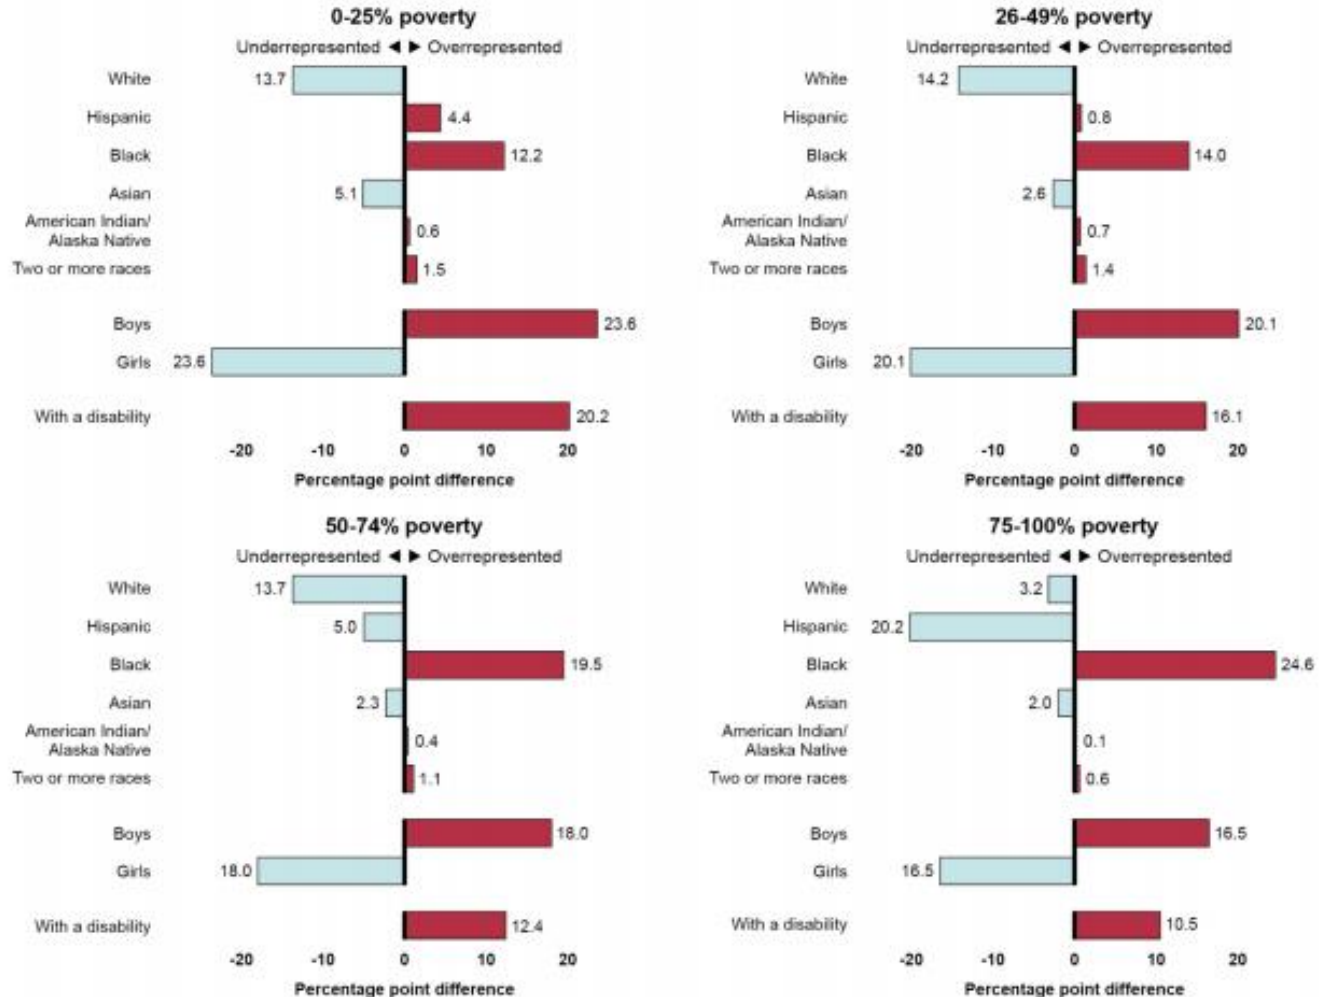 0-25% poverty
Underrepresented ◄ ► Overrepresented
White 13.7
Hispanic 4.4
Black 12.2
Asian 5.1
American Indian/
Alaska Native 0.6
Two or more races 1.5
Boys 23.6
Girls 23.6
With a disability 20.2
-20 -10 0 10 20
Percentage point difference
26-49% poverty
Underrepresented ◄ ► Overrepresented
White 14.2
Hispanic 0.8
Black 14.0
Asian 2.6
American Indian/
Alaska Native 0.7
Two or more races 1.4
Boys 20.1
Girls 20.1
With a disability 16.1
-20 -10 0 10 20
Percentage point difference
50-74% poverty
Underrepresented ◄ ► Overrepresented
White 13.7
Hispanic 5.0
Black 19.5
Asian 2.3
American Indian/
Alaska Native 0.4
Two or more races 1.1
Boys 18.0
Girls 18.0
With a disability 12.4
-20 -10 0 10 20
Percentage point difference
75-100% poverty
Underrepresented ◄ ► Overrepresented
White 3.2
Hispanic 20.2
Black 24.6
Asian 2.0
American Indian/
Alaska Native 0.1
Two or more races 0.6
Boys 16.5
Girls 16.5
With a disability 10.5
-20 -10 0 10 20
Percentage point difference